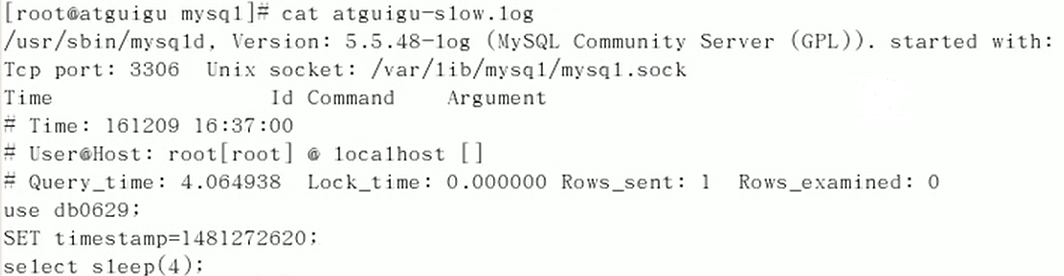 [root@atguigu mysql]# cat atguigu-slow.log
/usr/sbin/mysqld, Version: 5.5.48-log (MySQL Community Server (GPL)). started with:
Tcp port: 3306  Unix socket: /var/lib/mysql/mysql.sock
Time                 Id Command    Argument
# Time: 161209 16:37:00
# User@Host: root[root] @ localhost []
# Query_time: 4.064938  Lock_time: 0.000000 Rows_sent: 1  Rows_examined: 0
use db0629;
SET timestamp=1481272620;
select sleep(4);